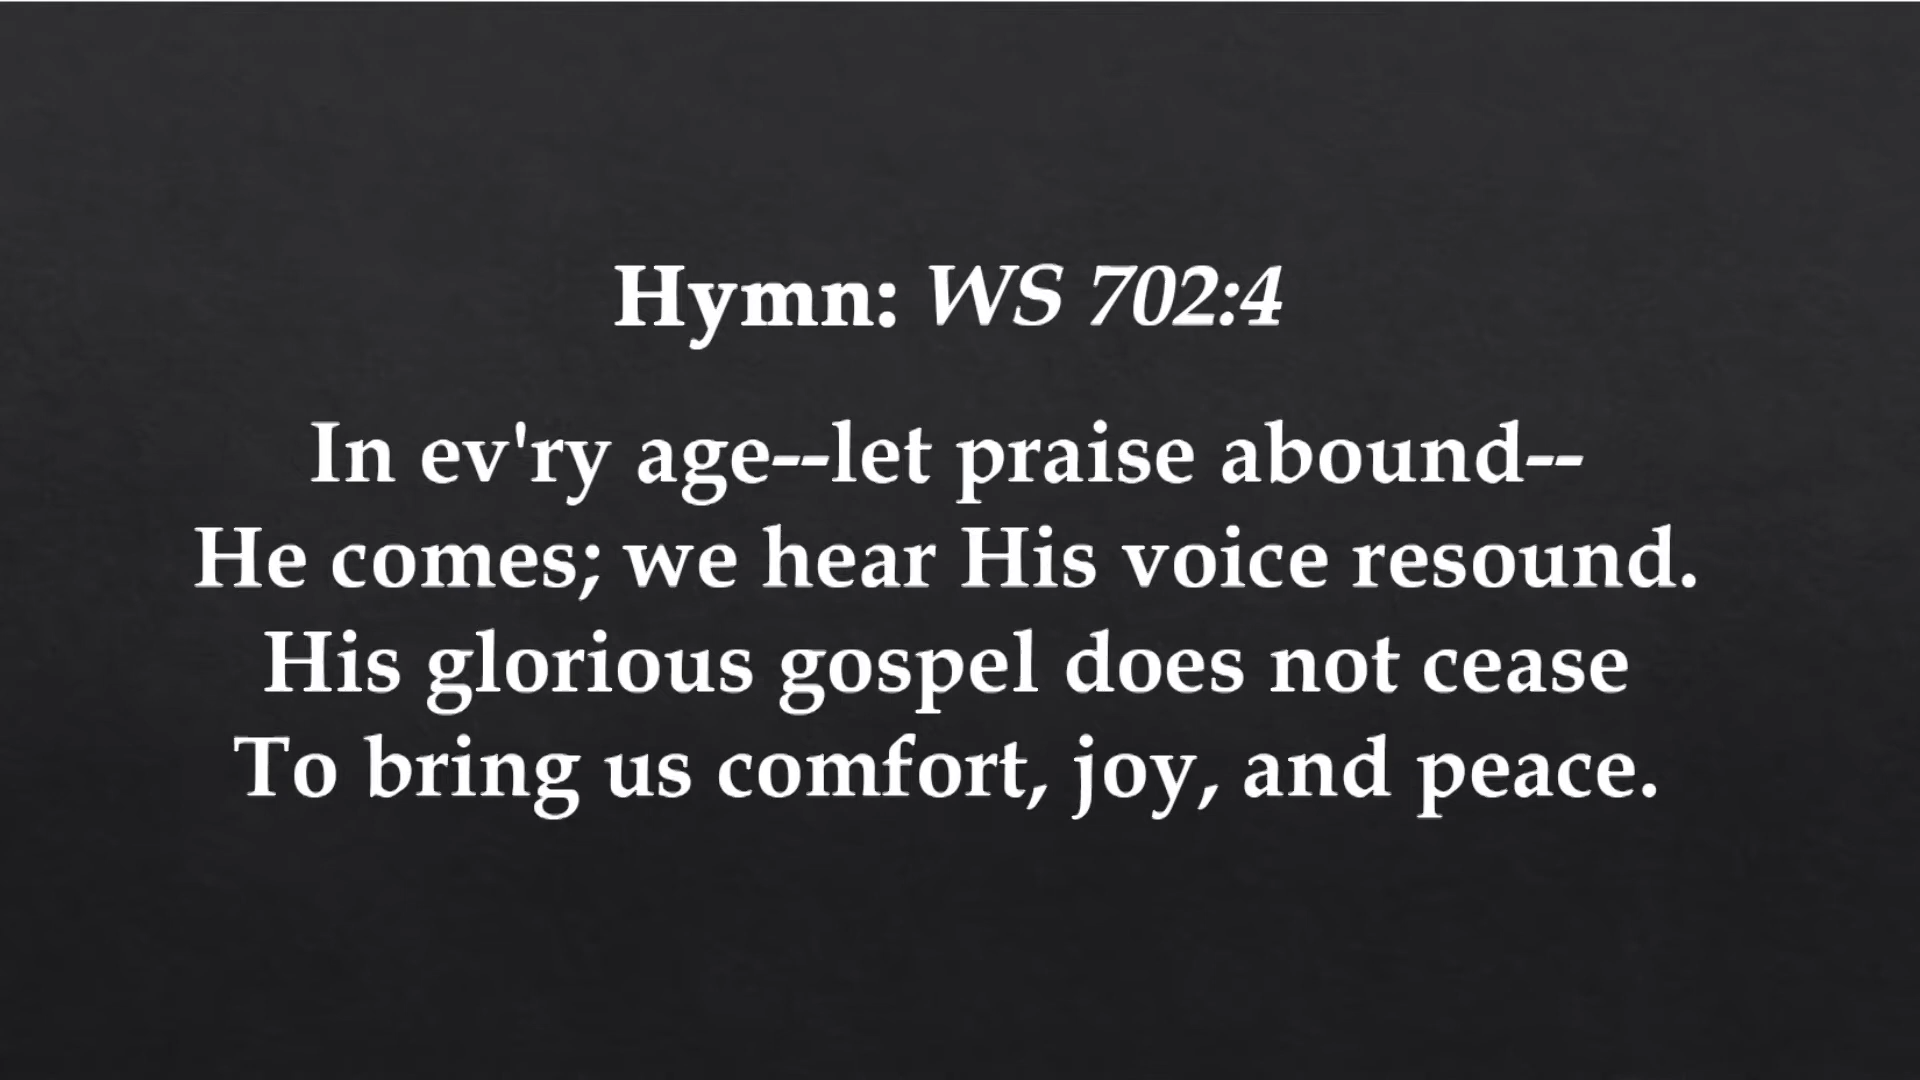 Hymn: WS 702:4
In ev'ry age--let praise abound--
He comes; we hear His voice resound.
His glorious gospel does not cease
To bring us comfort, joy, and peace.